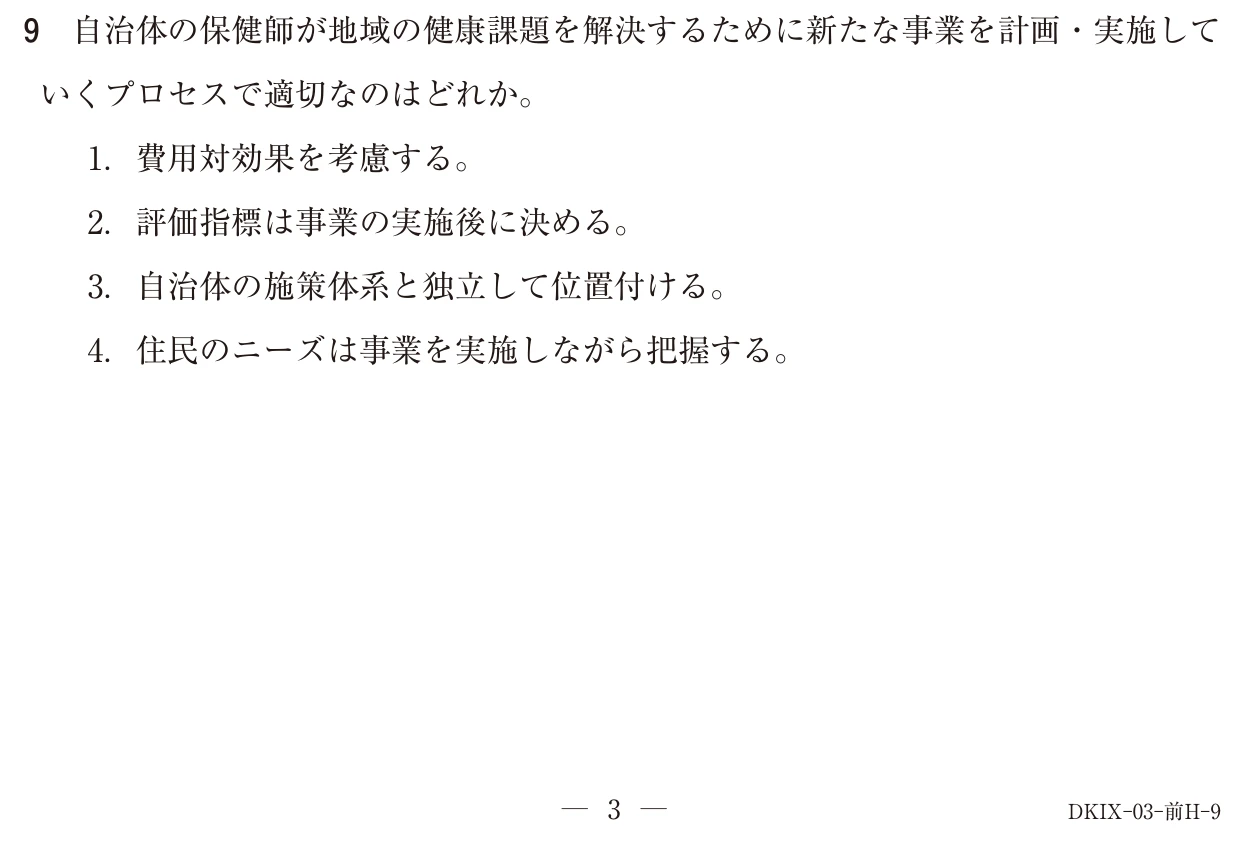 9 自治体の保健師が地域の健康課題を解決するために新たな事業を計画・実施して
いくプロセスで適切なのはどれか。
1. 費用対効果を考慮する。
2. 評価指標は事業の実施後に決める。
3. 自治体の施策体系と独立して位置付ける。
4. 住民のニーズは事業を実施しながら把握する。
— 3 —
DKIX-03-前H-9